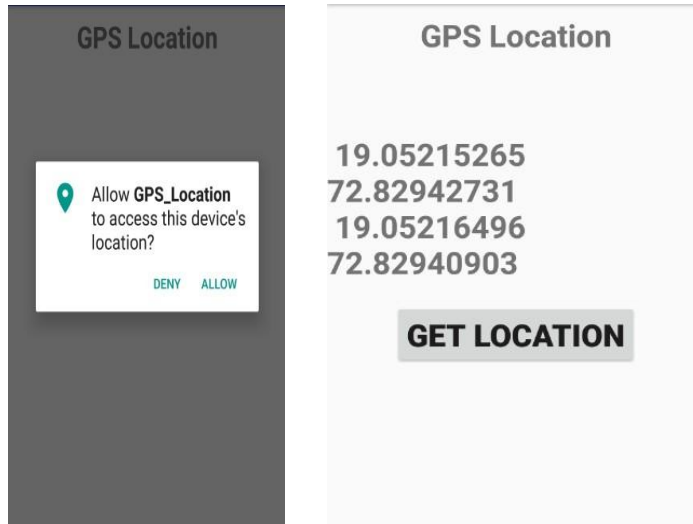 GPS Location
Allow GPS_Location
to access this device's
location?
DENY ALLOW
GPS Location
19.05215265
72.82942731
19.05216496
72.82940903
GET LOCATION